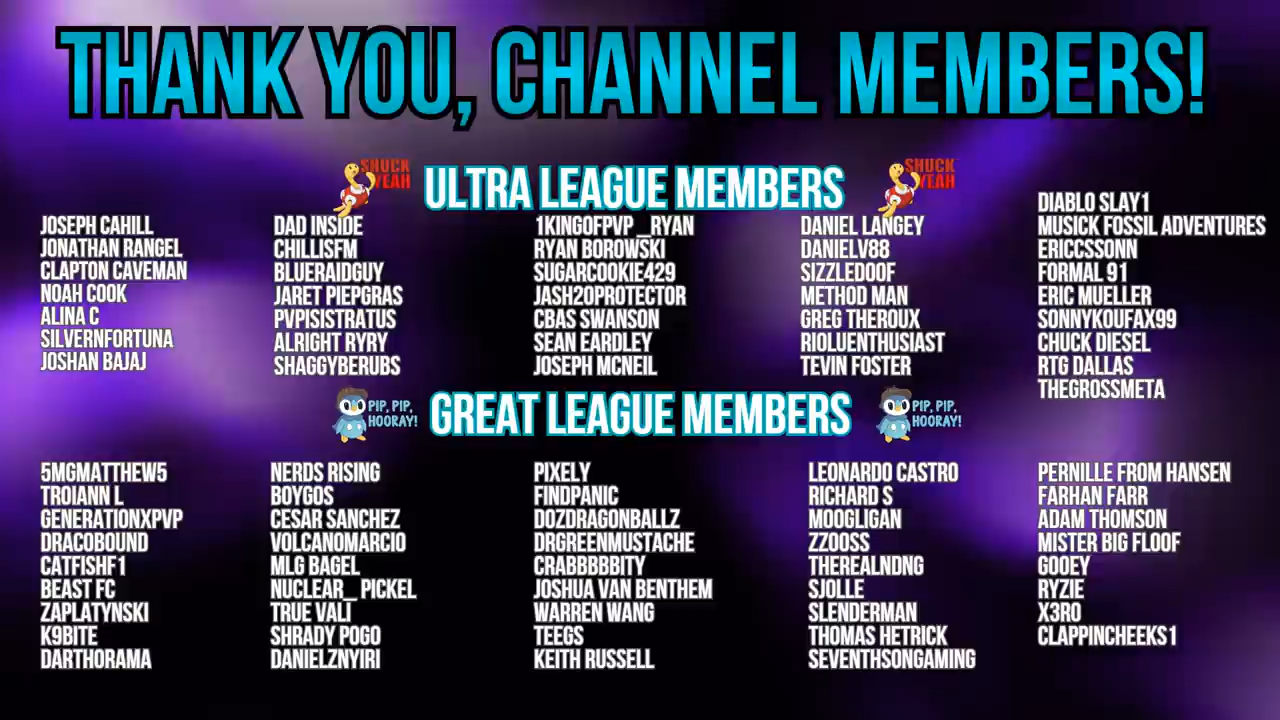 THANK YOU, CHANNEL MEMBERS!
SHUCK YEAH
ULTRA LEAGUE MEMBERS
SHUCK YEAH
JOSEPH CAHILL
JONATHAN RANGEL
CLAPTON CAVEMAN
NOAH COOK
ALINA C
SILVERNFORTUNA
JOSHAN BAJAJ
DAD INSIDE
CHILLISFM
BLUERAIDGUY
JARET PIEPGRAS
PVPISISTRATUS
ALRIGHT RYRY
SHAGGYBERUBS
1KINGOFPVP_RYAN
RYAN BOROWSKI
SUGARCOOKIE429
JASH20PROTECTOR
CBAS SWANSON
SEAN EARDLEY
JOSEPH MCNEIL
DANIEL LANGEY
DANIELV88
SIZZLEDOOF
METHOD MAN
GREG THEROUX
RIOLUENTHUSIAST
TEVIN FOSTER
DIABLO SLAY1
MUSICK FOSSIL ADVENTURES
ERICCSSONN
FORMAL 91
ERIC MUELLER
SONNYKOUFAX99
CHUCK DIESEL
RTG DALLAS
THEGROSSMETA
PIP, PIP,
HOORAY!
GREAT LEAGUE MEMBERS
PIP, PIP,
HOORAY!
5MGMATTHEW5
TROIANN L
GENERATIONXPVP
DRACOBOUND
CATFISHF1
BEAST FC
ZAPLATYNSKI
K9BITE
DARTHORAMA
NERDS RISING
BOYGOS
CESAR SANCHEZ
VOLCANOMARCIO
MLG BAGEL
NUCLEAR_ PICKEL
TRUE VALI
SHRADY POGO
DANIELZNYIRI
PIXELY
FINDPANIC
DOZDRAGONBALLZ
DRGREENMUSTACHE
CRABBBBBITY
JOSHUA VAN BENTHEM
WARREN WANG
TEEGS
KEITH RUSSELL
LEONARDO CASTRO
RICHARD S
MOOGLIGAN
ZZOOSS
THEREALNDNG
SJOLLE
SLENDERMAN
THOMAS HETRICK
SEVENTHSONGAMING
PERNILLE FROM HANSEN
FARHAN FARR
ADAM THOMSON
MISTER BIG FLOOF
GOOEY
RYZIE
X3RO
CLAPPINCHEEKS1